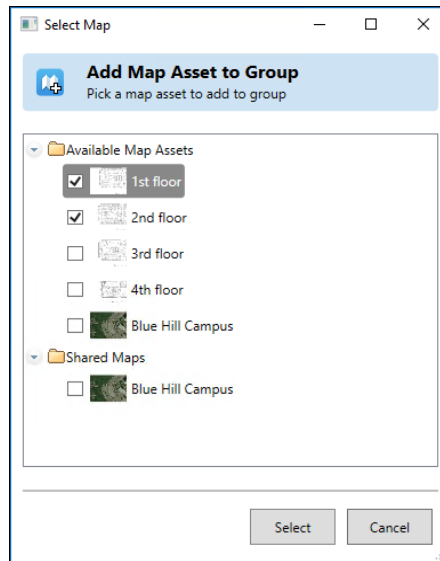 Select Map
Add Map Asset to Group
Pick a map asset to add to group
Available Map Assets
1st floor
2nd floor
3rd floor
4th floor
Blue Hill Campus
Shared Maps
Blue Hill Campus
Select Cancel